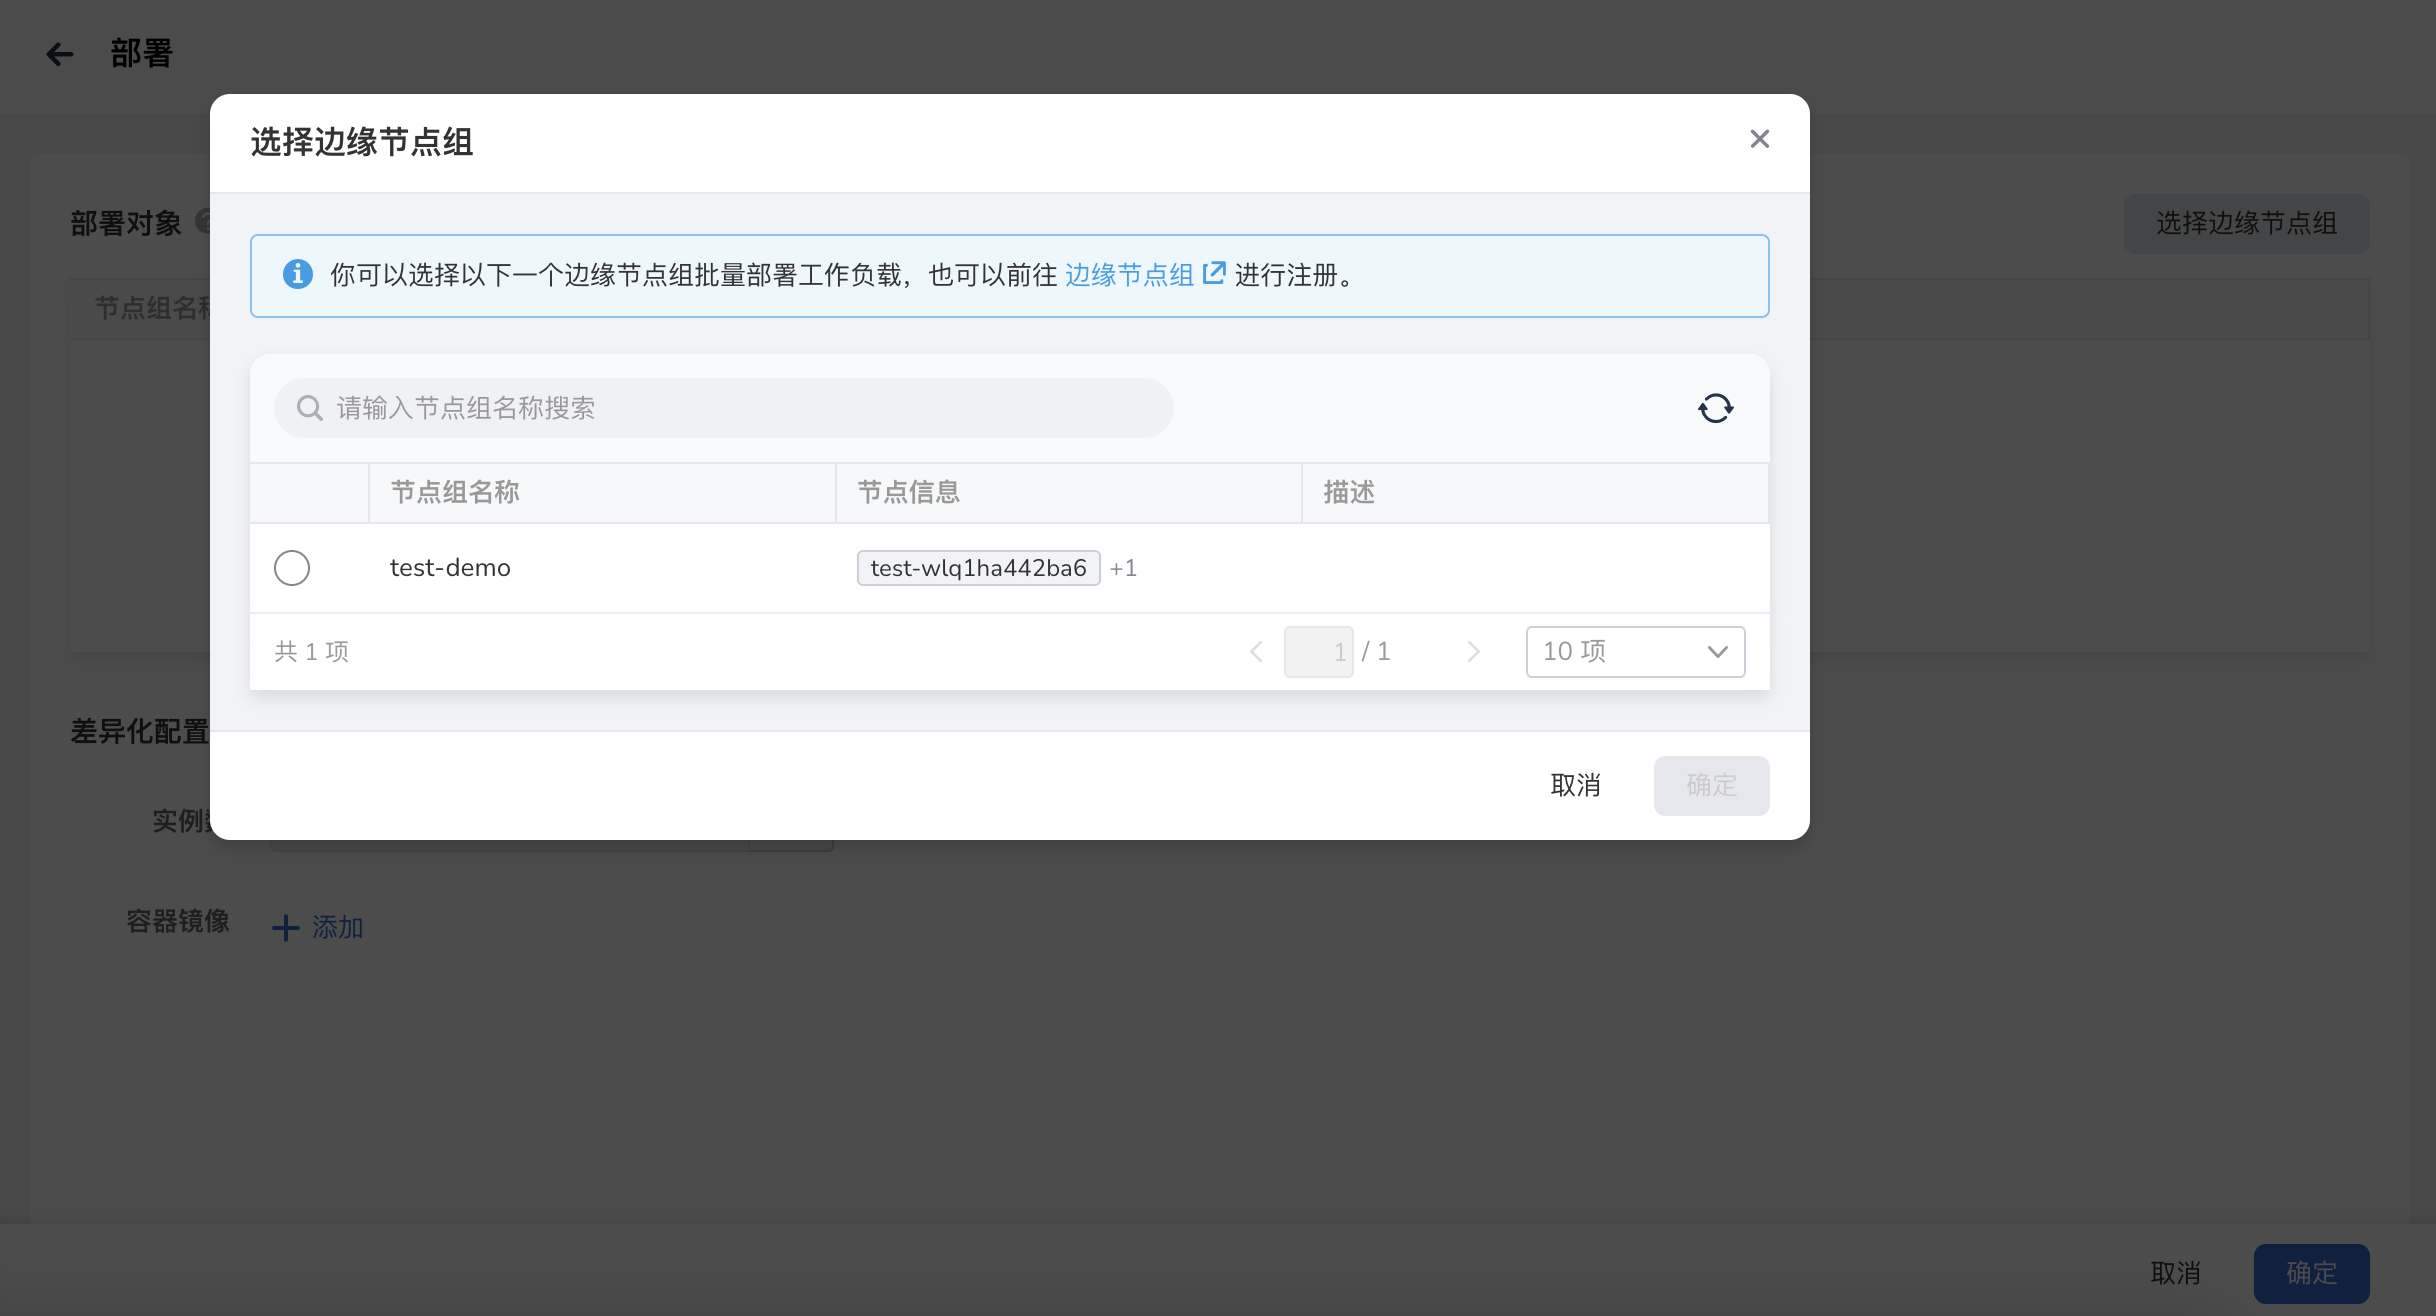 部署
选择边缘节点组
部署对象
选择边缘节点组
你可以选择以下一个边缘节点组批量部署工作负载，也可以前往 边缘节点组 进行注册。
节点组名称
请输入节点组名称搜索
节点组名称 节点信息 描述
test-demo test-wlq1ha442ba6 +1
共 1 项 1 / 1 10 项
差异化配置
取消 确定
实例
容器镜像 添加
取消 确定